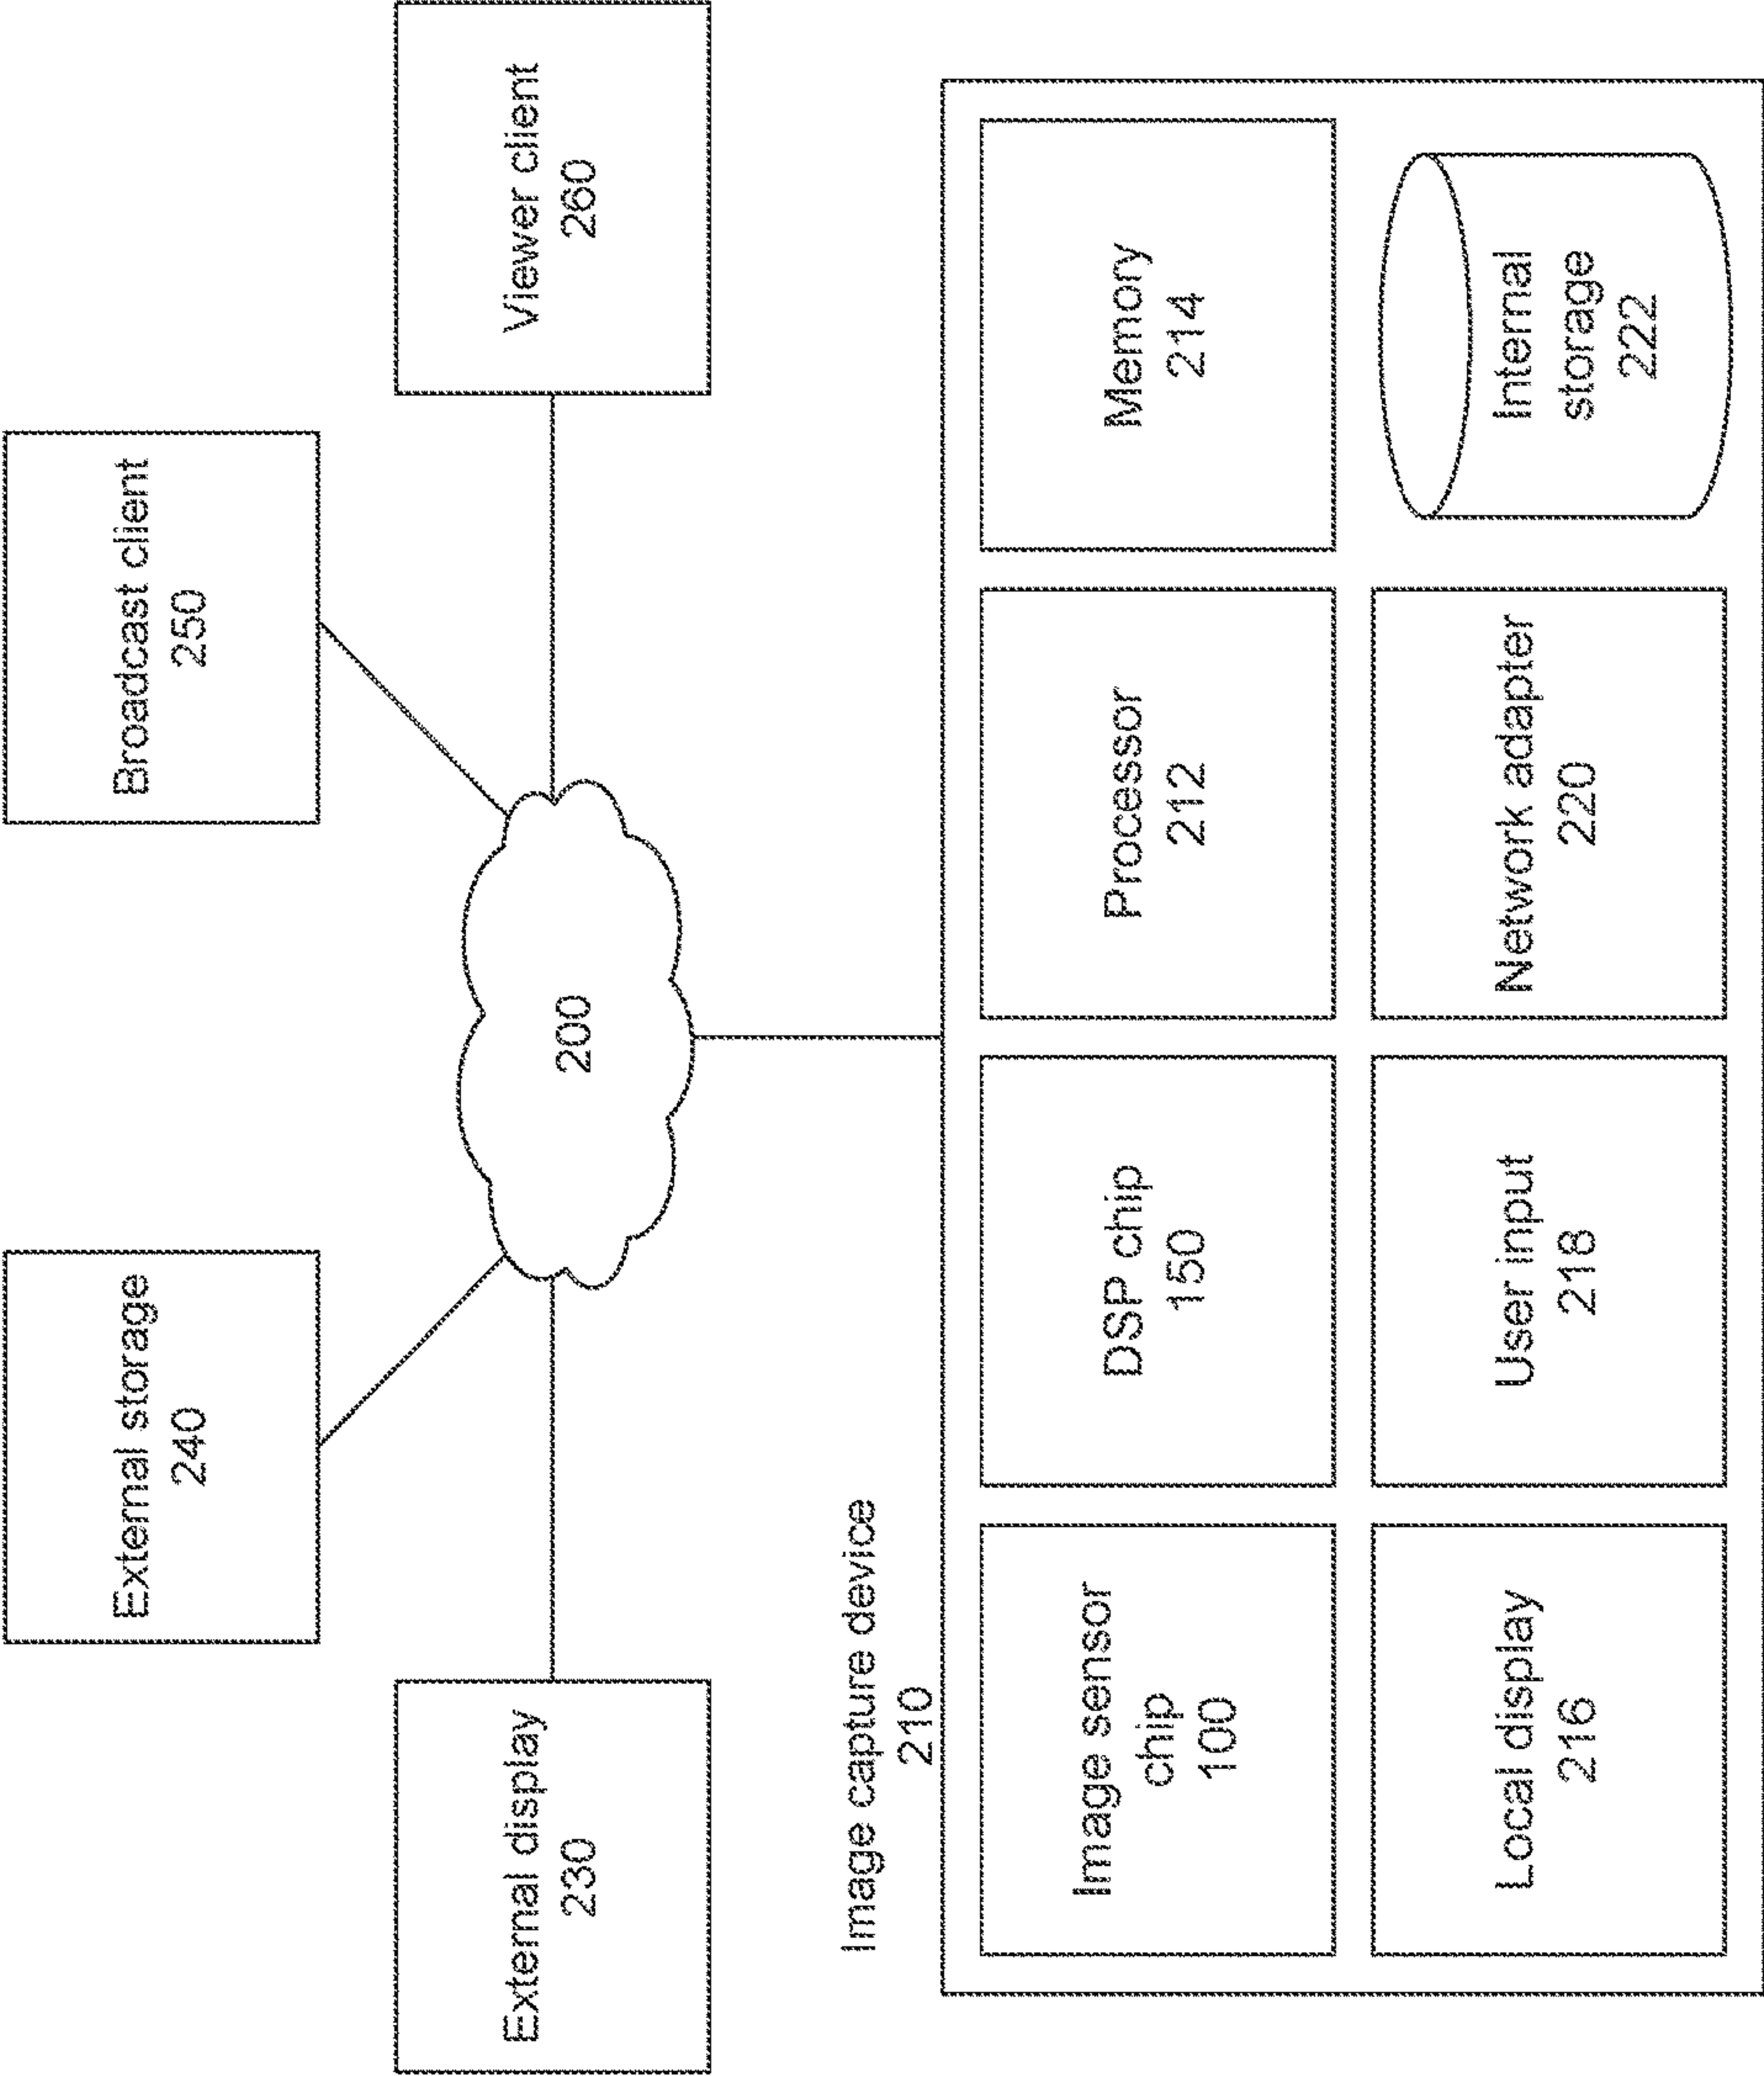 External storage
240
Broadcast client
250
External display
230
200
Viewer client
260
Image capture device
210
Image sensor
chip
100
DSP chip
150
Processor
212
Memory
214
Local display
216
User input
218
Network adapter
220
Internal
storage
222